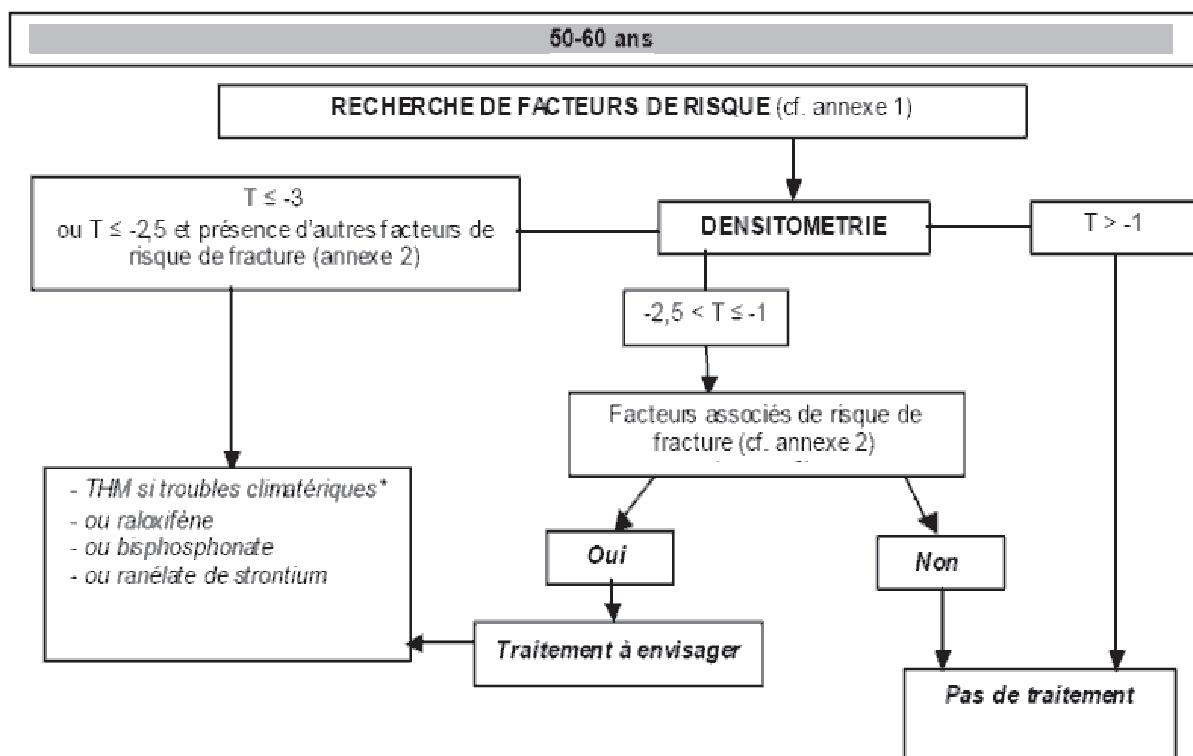 50-60 ans
RECHERCHE DE FACTEURS DE RISQUE (cf. annexe 1)
T ≤ -3
ou T ≤ -2,5 et présence d'autres facteurs de
risque de fracture (annexe 2)
DENSITOMETRIE
T > -1
-2,5 < T ≤ -1
Facteurs associés de risque de
fracture (cf. annexe 2)
- THM si troubles climatériques*
- ou raloxifène
- ou bisphosphonate
- ou ranélate de strontium
Oui
Non
Traitement à envisager
Pas de traitement